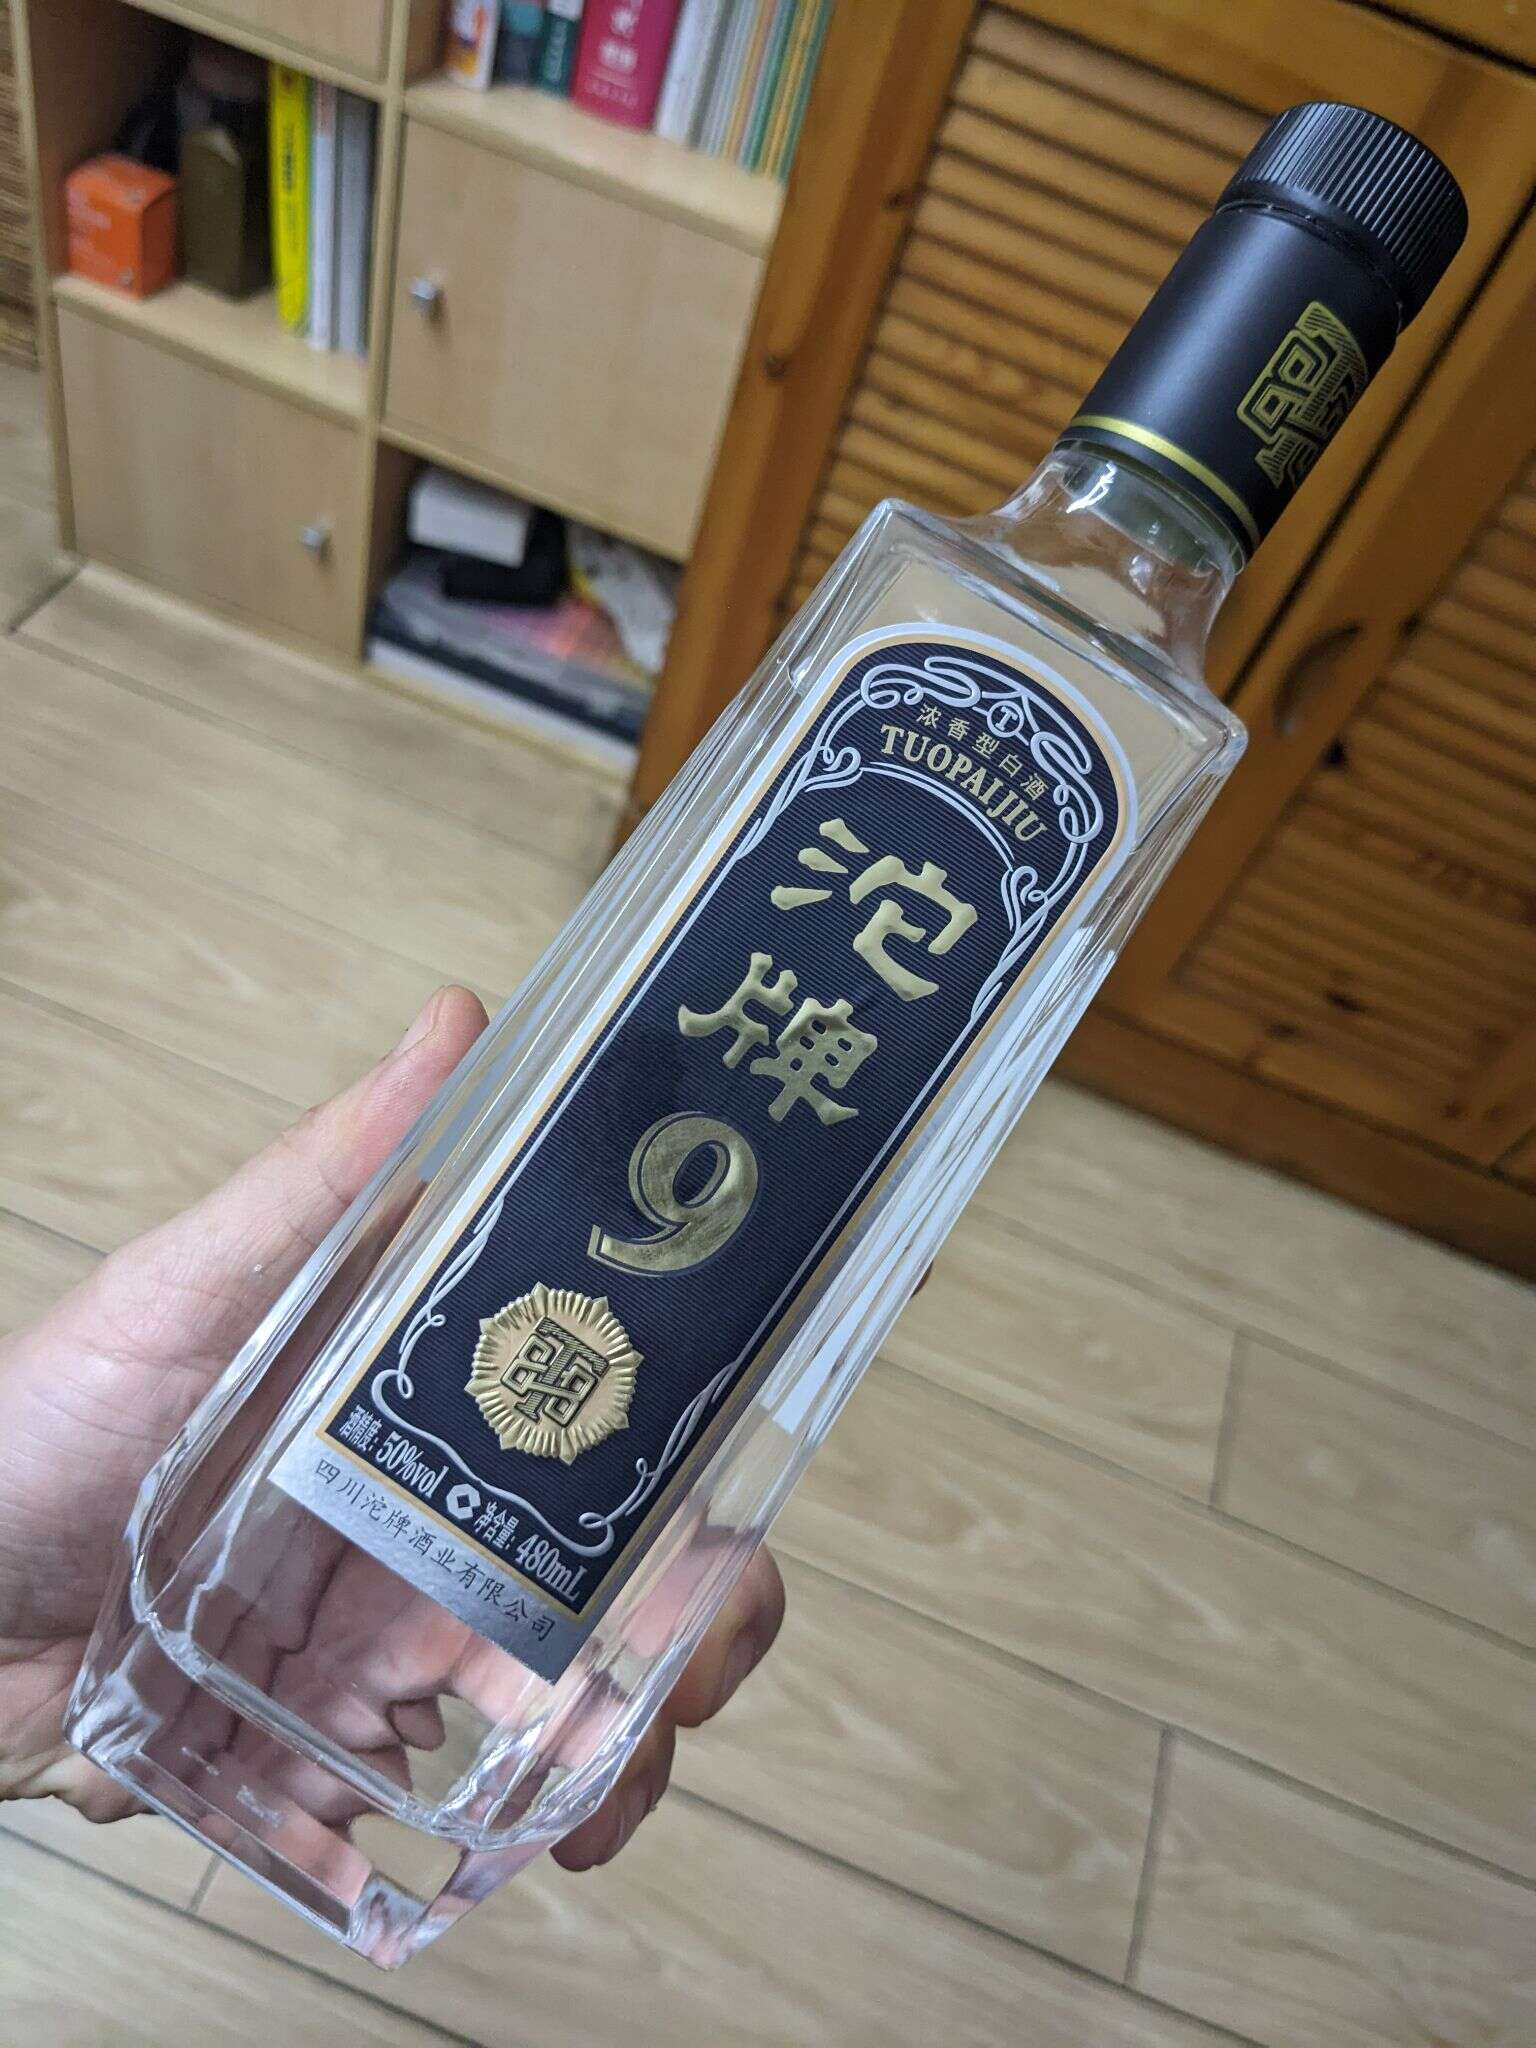 浓香型白酒
T
TUOPAIJIU
沱牌
9
酒精度: 50%vol
净含量: 480mL
四川沱牌酒业有限公司